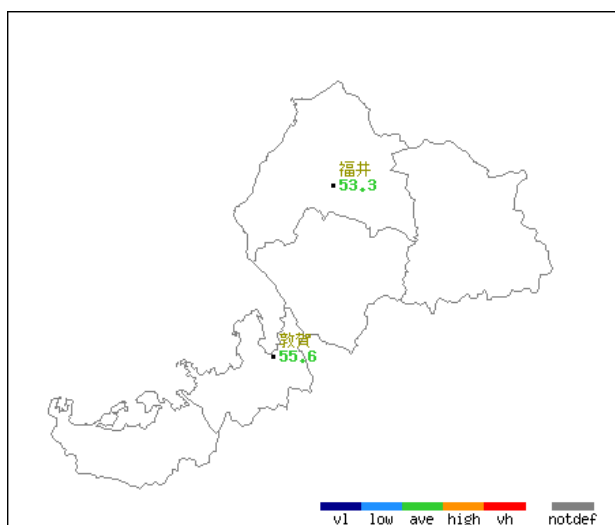 福井
53.3
敦賀
55.6
vl low ave high vh notdef